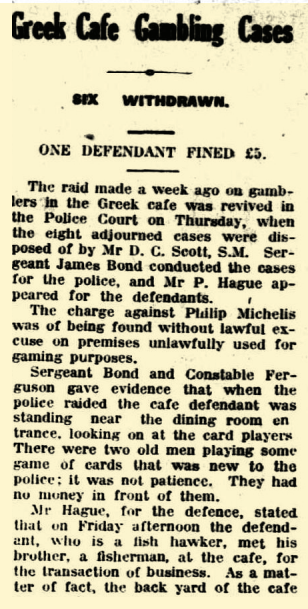 Greek Cafe Gambling Cases
SIX WITHDRAWN.
ONE DEFENDANT FINED £5.
The raid made a week ago on gamb-
lers in the Greek cafe was revived in
the Police Court on Thursday, when
the eight adjourned cases were dis-
posed of by Mr D. C. Scott, S.M. Ser-
geant James Bond conducted the cases
for the police, and Mr P. Hague ap-
peared for the defendants.
The charge against Philip Michelis
was of being found without lawful ex-
cuse on premises unlawfully used for
gaming purposes.
Sergeant Bond and Constable Fer-
guson gave evidence that when the
police raided the cafe defendant was
standing near the dining room en
trance, looking on at the card players
There were two old men playing some
game of cards that was new to the
police; it was not patience. They had
no money in front of them.
Mr Hague, for the defence, stated
that on Friday afternoon the defend-
ant, who is a fish hawker, met his
brother, a fisherman, at the cafe, for
the transaction of business. As a mat-
ter of fact, the back yard of the cafe